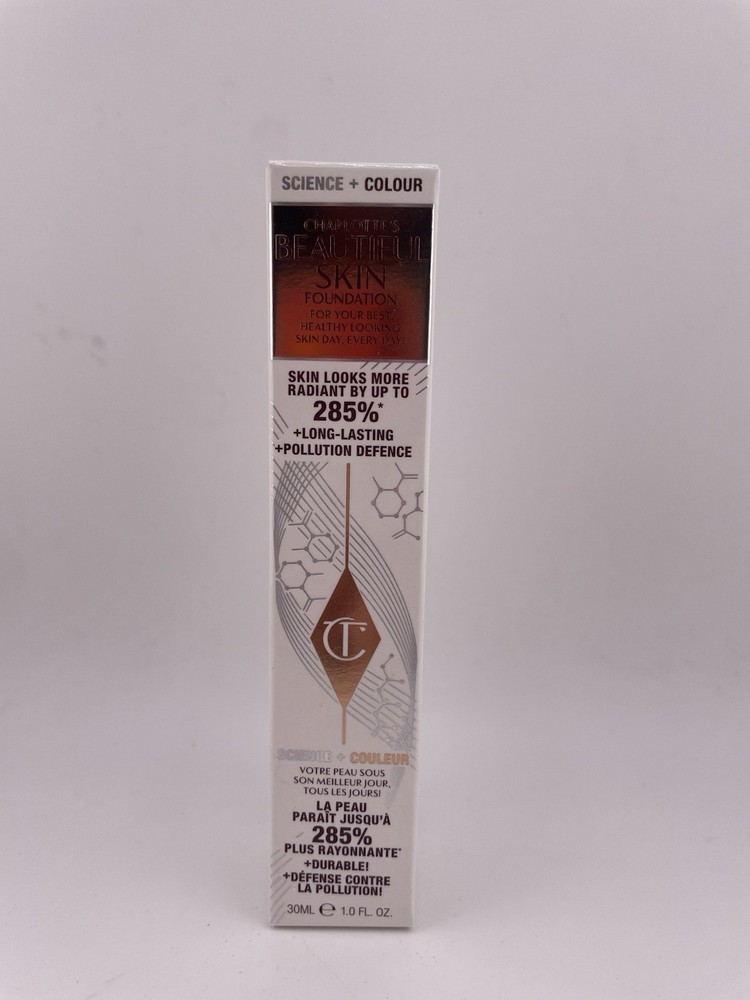 SCIENCE + COLOUR
CHARLOTTE'S
BEAUTIFUL
SKIN
FOUNDATION
FOR YOUR BEST,
HEALTHY LOOKING
SKIN DAY, EVERY DAY!
SKIN LOOKS MORE
RADIANT BY UP TO
285%*
+LONG-LASTING
+POLLUTION DEFENCE
CT
SCIENCE + COULEUR
VOTRE PEAU SOUS
SON MEILLEUR JOUR,
TOUS LES JOURS!
LA PEAU
PARAÎT JUSQU'À
285%
PLUS RAYONNANTE*
+DURABLE!
+DÉFENSE CONTRE
LA POLLUTION!
30ML ℮ 1.0 FL. OZ.